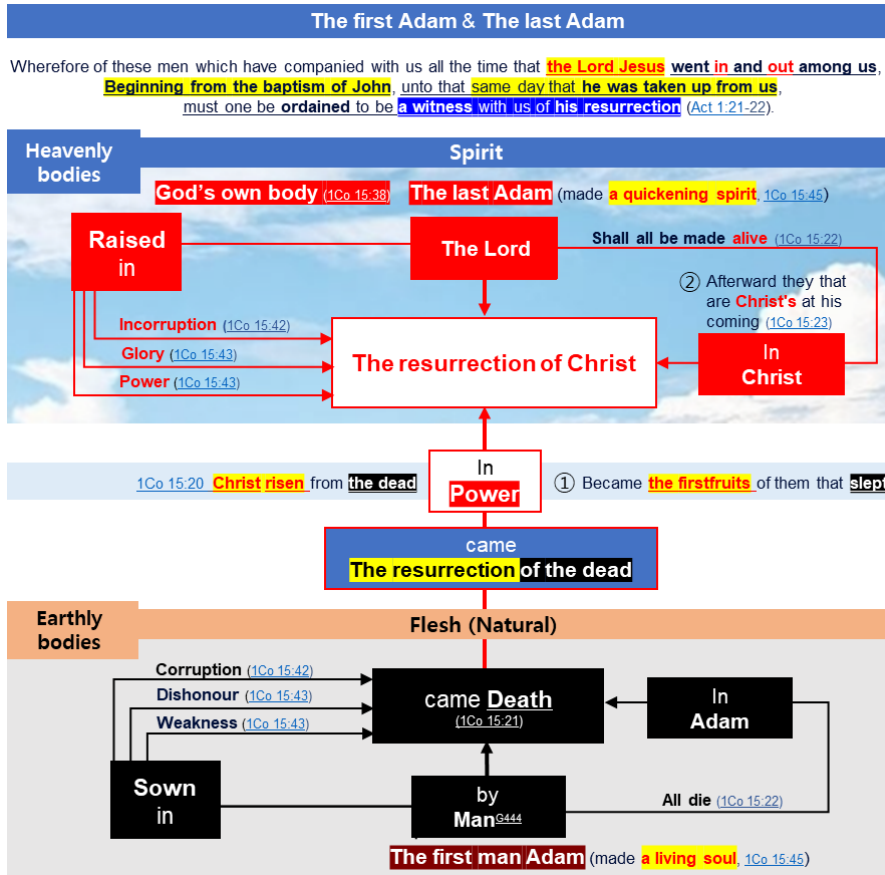 The first Adam & The last Adam
Wherefore of these men which have companied with us all the time that the Lord Jesus went in and out among us,
Beginning from the baptism of John, unto that same day that he was taken up from us,
must one be ordained to be a witness with us of his resurrection (Act 1:21-22).
Heavenly
bodies
Spirit
God's own body (1Co 15:38) The last Adam (made a quickening spirit, 1Co 15:45)
Raised
in
The Lord
Shall all be made alive (1Co 15:22)
② Afterward they that
are Christ's at his
coming (1Co 15:23)
Incorruption (1Co 15:42)
Glory (1Co 15:43)
Power (1Co 15:43)
The resurrection of Christ
In
Christ
1Co 15:20 Christ risen from the dead
In
Power
① Became the firstfruits of them that slept
came
The resurrection of the dead
Earthly
bodies
Flesh (Natural)
Corruption (1Co 15:42)
Dishonour (1Co 15:43)
Weakness (1Co 15:43)
came Death
(1Co 15:21)
In
Adam
Sown
in
by
Man G444
All die (1Co 15:22)
The first man Adam (made a living soul, 1Co 15:45)